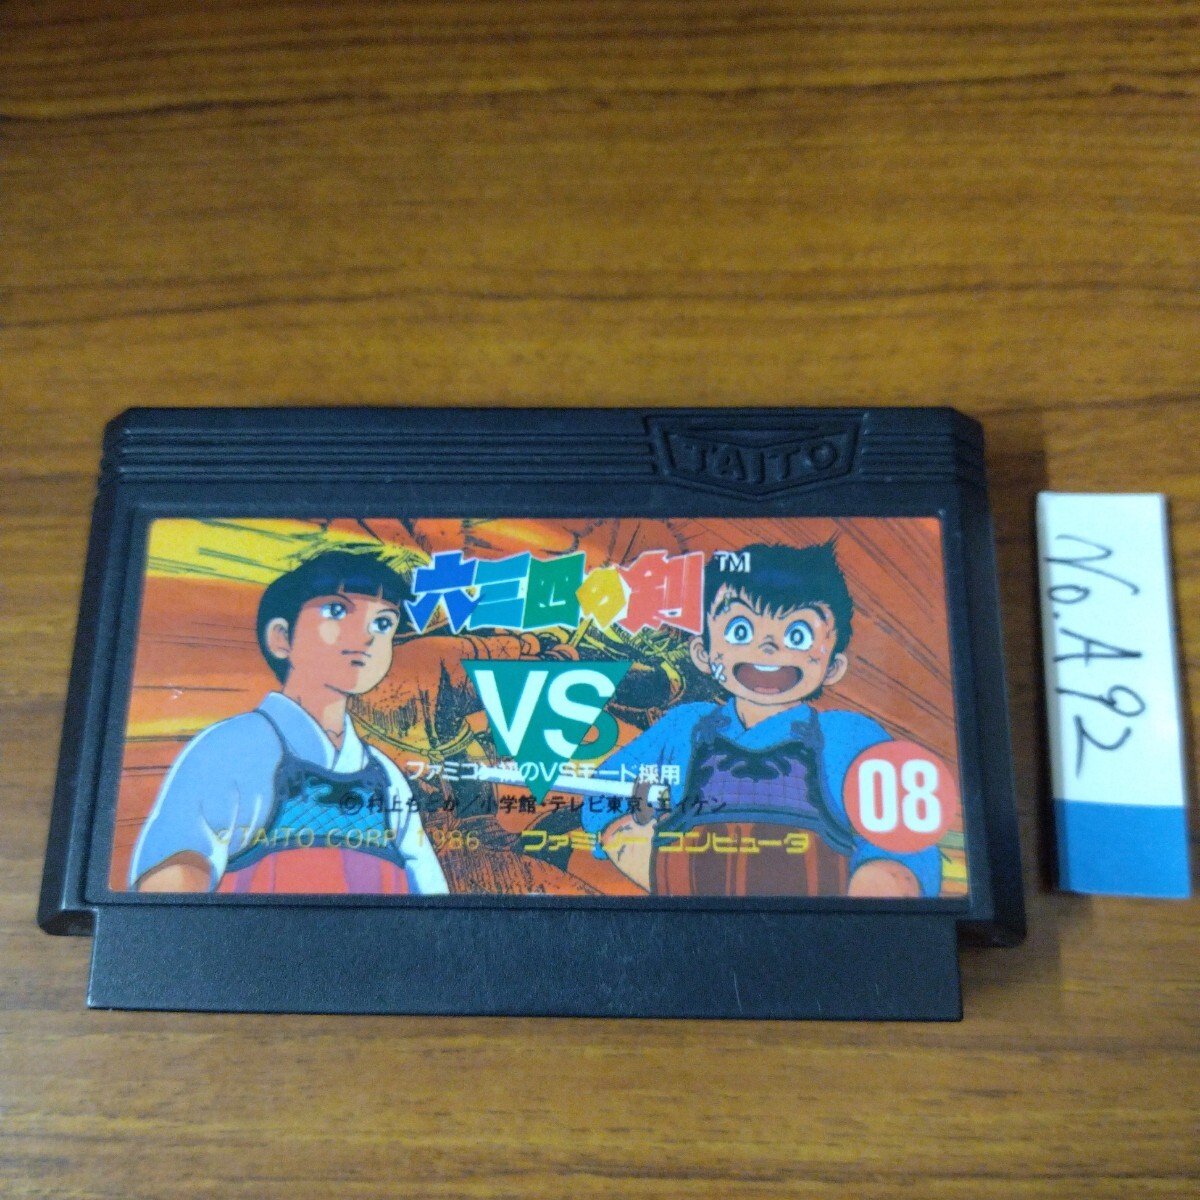 TAITO
六三四の剣 TM
VS
ファミコン初のVSモード採用
©村上もとか/小学館・テレビ東京・エイケン
©TAITO CORP. 1986 ファミリーコンピュータ
08
No. A92